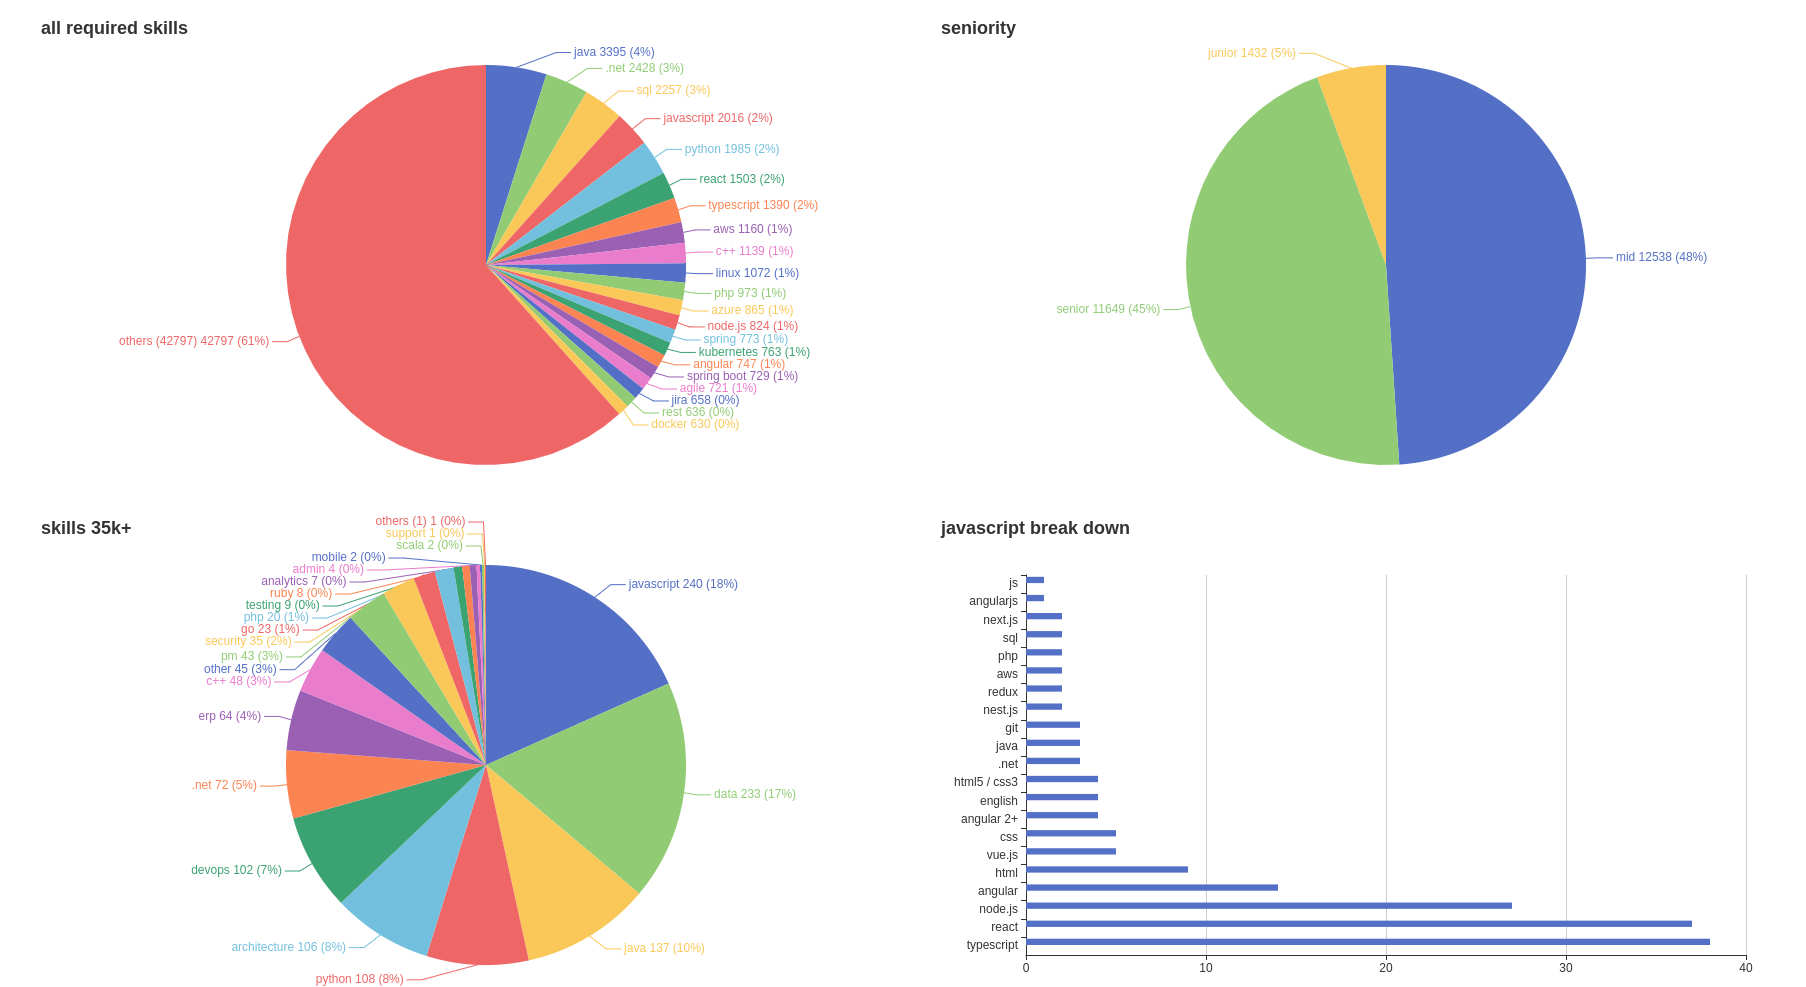 all required skills
java 3395 (4%)
.net 2428 (3%)
sql 2257 (3%)
javascript 2016 (2%)
python 1985 (2%)
react 1503 (2%)
typescript 1390 (2%)
aws 1160 (1%)
c++ 1139 (1%)
linux 1072 (1%)
php 973 (1%)
azure 865 (1%)
node.js 824 (1%)
spring 773 (1%)
kubernetes 763 (1%)
angular 747 (1%)
spring boot 729 (1%)
agile 721 (1%)
jira 658 (0%)
rest 636 (0%)
docker 630 (0%)
others (42797) 42797 (61%)
seniority
junior 1432 (5%)
mid 12538 (48%)
senior 11649 (45%)
skills 35k+
others (1) 1 (0%)
support 1 (0%)
scala 2 (0%)
mobile 2 (0%)
admin 4 (0%)
analytics 7 (0%)
ruby 8 (0%)
testing 9 (0%)
php 20 (1%)
go 23 (1%)
security 35 (2%)
pm 43 (3%)
other 45 (3%)
c++ 48 (3%)
erp 64 (4%)
.net 72 (5%)
devops 102 (7%)
architecture 106 (8%)
python 108 (8%)
java 137 (10%)
data 233 (17%)
javascript 240 (18%)
javascript break down
js
angularjs
next.js
sql
php
aws
redux
nest.js
git
java
.net
html5 / css3
english
angular 2+
css
vue.js
html
angular
node.js
react
typescript
0 10 20 30 40